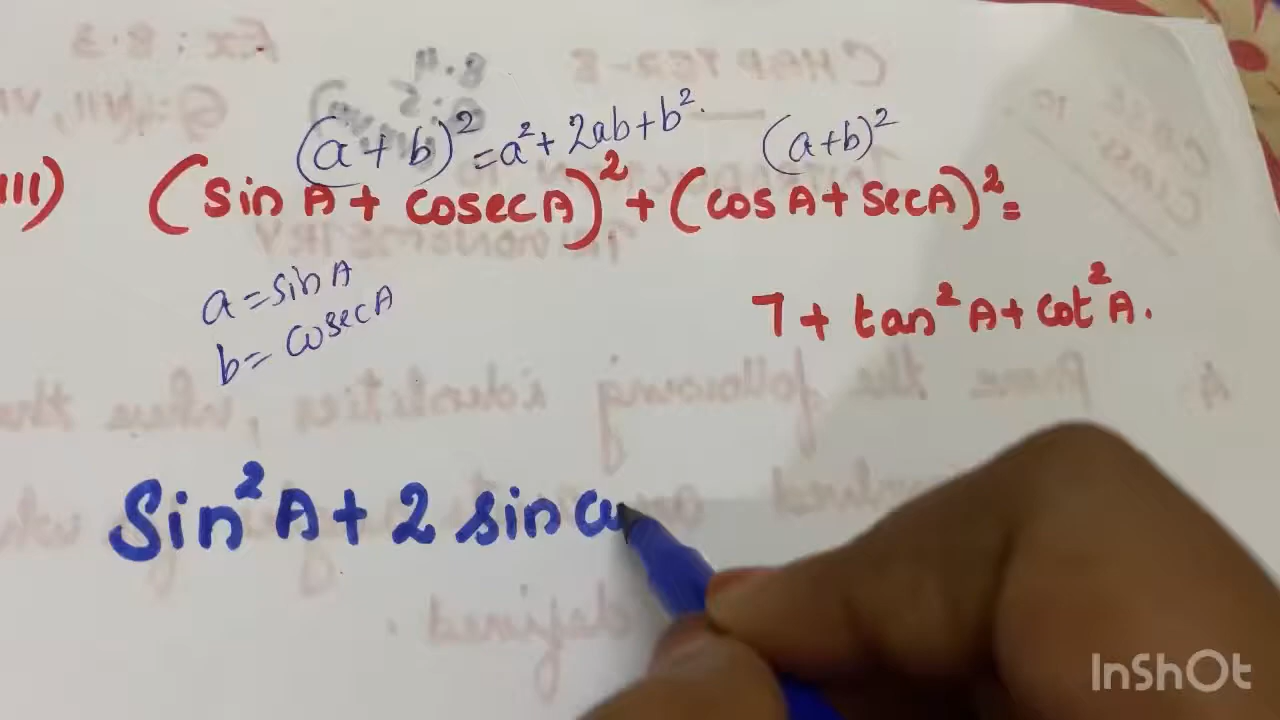 (a+b)² = a² + 2ab + b². (a+b)²
III) (sin A + cosec A)² + (cos A + sec A)² =
7 + tan² A + cot² A.
a = sin A
b = cosec A
Sin² A + 2 sin
InShOt